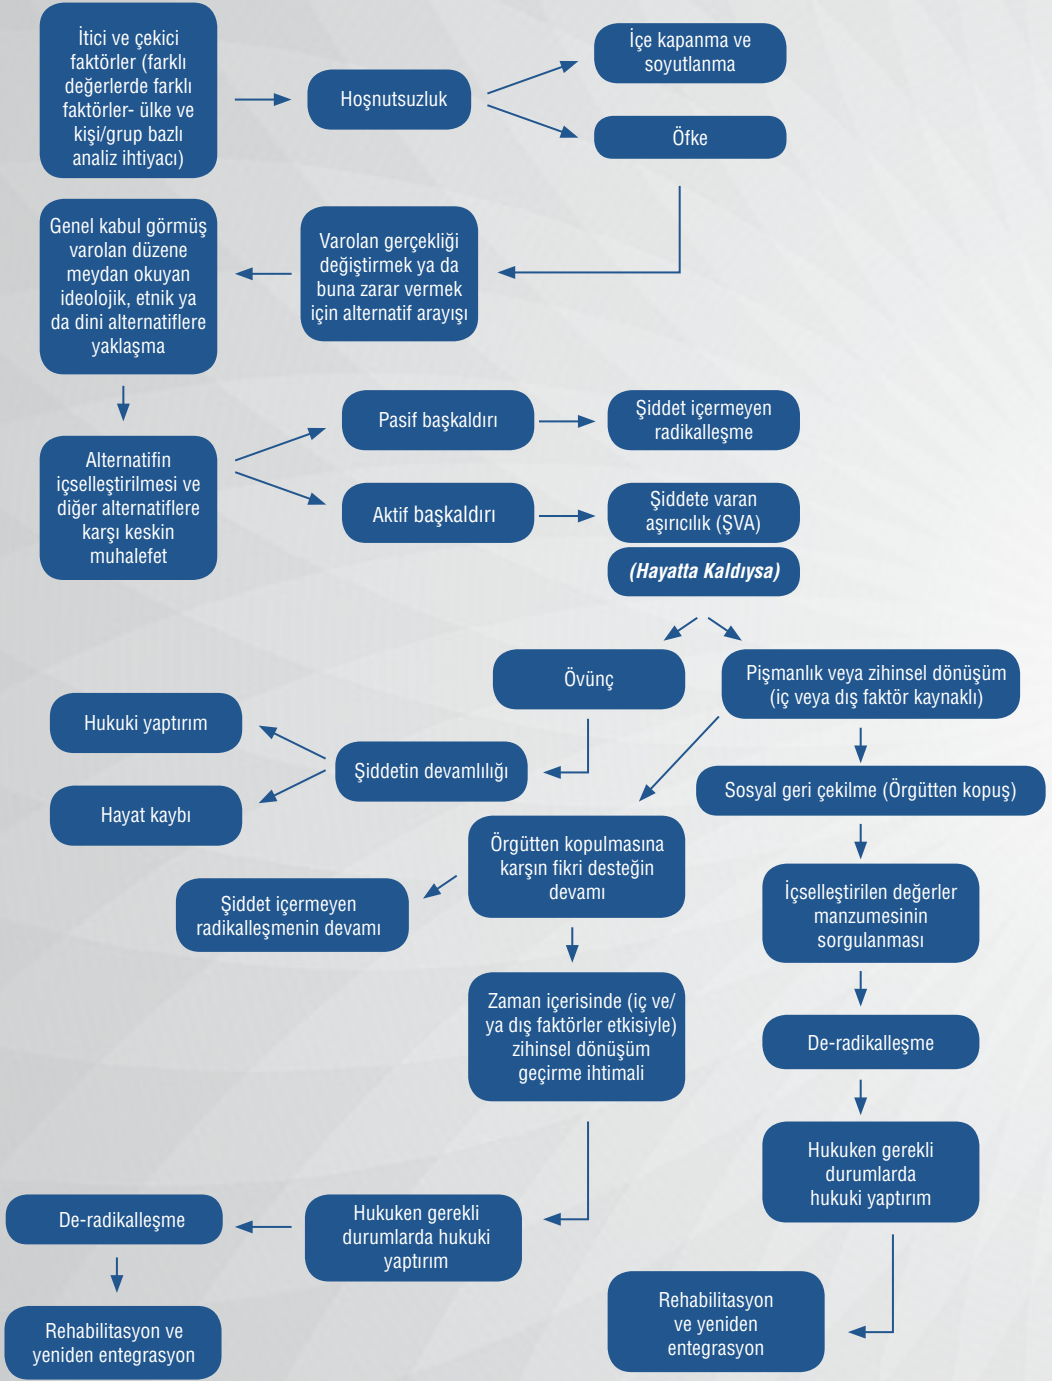 İtici ve çekici
faktörler (farklı
değerlerde farklı
faktörler- ülke ve
kişi/grup bazlı
analiz ihtiyacı)
Hoşnutsuzluk
İçe kapanma ve
soyutlanma
Öfke
Varolan gerçekliği
değiştirmek ya da
buna zarar vermek
için alternatif arayışı
Genel kabul görmüş
varolan düzene
meydan okuyan
ideolojik, etnik ya
da dini alternatiflere
yaklaşma
Alternatifin
içselleştirilmesi ve
diğer alternatiflere
karşı keskin
muhalefet
Pasif başkaldırı
Şiddet içermeyen
radikalleşme
Aktif başkaldırı
Şiddete varan
aşırıcılık (ŞVA)
(Hayatta Kaldıysa)
Övünç
Pişmanlık veya zihinsel dönüşüm
(iç veya dış faktör kaynaklı)
Şiddetin devamlılığı
Hukuki yaptırım
Hayat kaybı
Sosyal geri çekilme (Örgütten kopuş)
Örgütten kopulmasına
karşın fikri desteğin
devamı
Şiddet içermeyen
radikalleşmenin devamı
İçselleştirilen değerler
manzumesinin
sorgulanması
Zaman içerisinde (iç ve/
ya dış faktörler etkisiyle)
zihinsel dönüşüm
geçirme ihtimali
De-radikalleşme
Hukuken gerekli
durumlarda
hukuki yaptırım
Hukuken gerekli
durumlarda hukuki
yaptırım
De-radikalleşme
Rehabilitasyon ve
yeniden entegrasyon
Rehabilitasyon
ve yeniden
entegrasyon